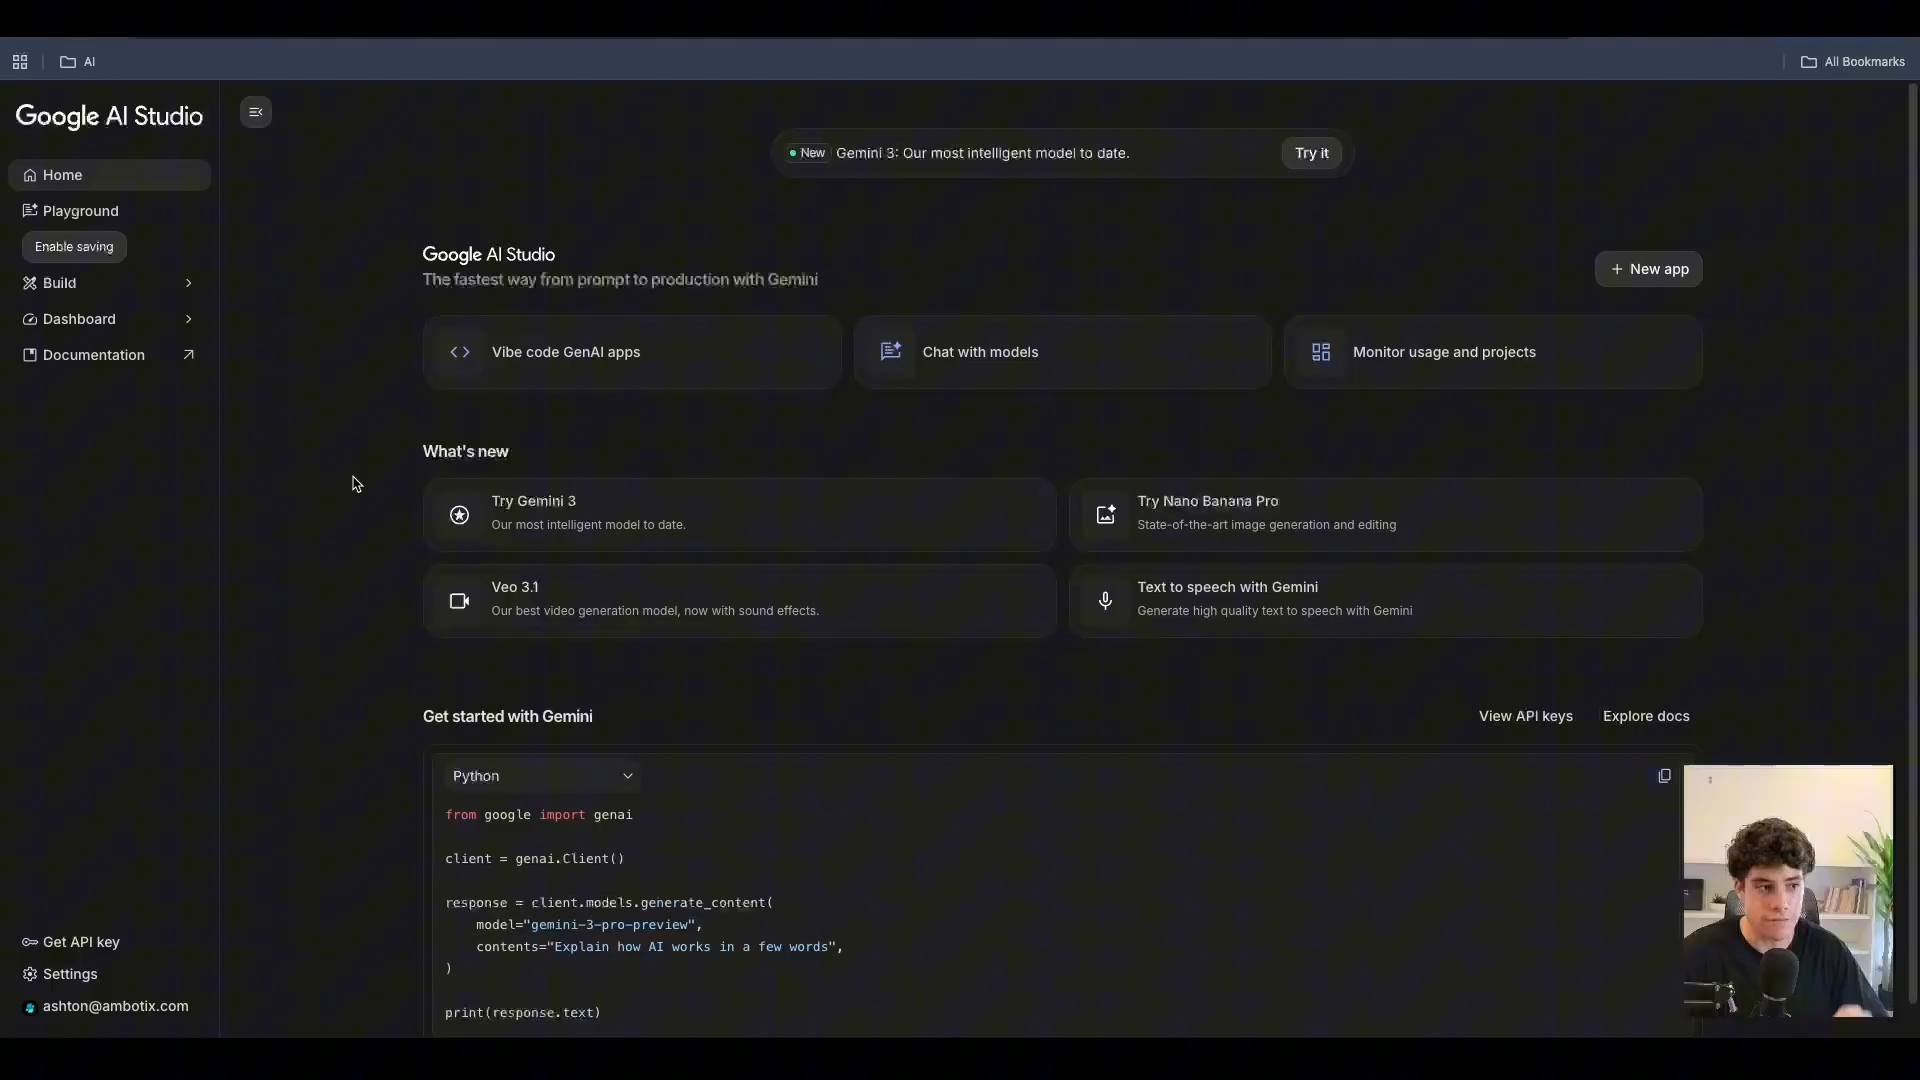 AI
All Bookmarks
Google AI Studio
Home
Playground
Enable saving
Build
Dashboard
Documentation
Get API key
Settings
ashton@ambotix.com
New Gemini 3: Our most intelligent model to date. Try it
Google AI Studio
The fastest way from prompt to production with Gemini
New app
Vibe code GenAI apps
Chat with models
Monitor usage and projects
What's new
Try Gemini 3
Our most intelligent model to date.
Try Nano Banana Pro
State-of-the-art image generation and editing
Veo 3.1
Our best video generation model, now with sound effects.
Text to speech with Gemini
Generate high quality text to speech with Gemini
Get started with Gemini
View API keys
Explore docs
Python
from google import genai
client = genai.Client()
response = client.models.generate_content(
model="gemini-3-pro-preview",
contents="Explain how AI works in a few words",
)
print(response.text)